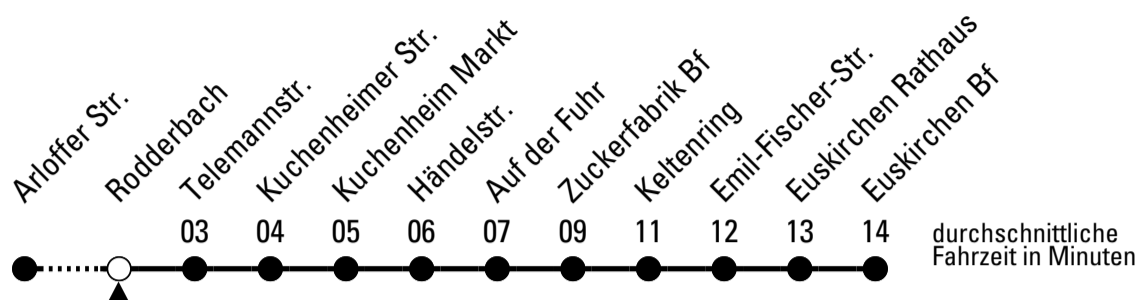 Arloffer Str.
Rodderbach
Telemannstr.
Kuchenheimer Str.
Kuchenheim Markt
Händelstr.
Auf der Fuhr
Zuckerfabrik Bf
Keltenring
Emil-Fischer-Str.
Euskirchen Rathaus
Euskirchen Bf
03 04 05 06 07 09 11 12 13 14
durchschnittliche
Fahrzeit in Minuten